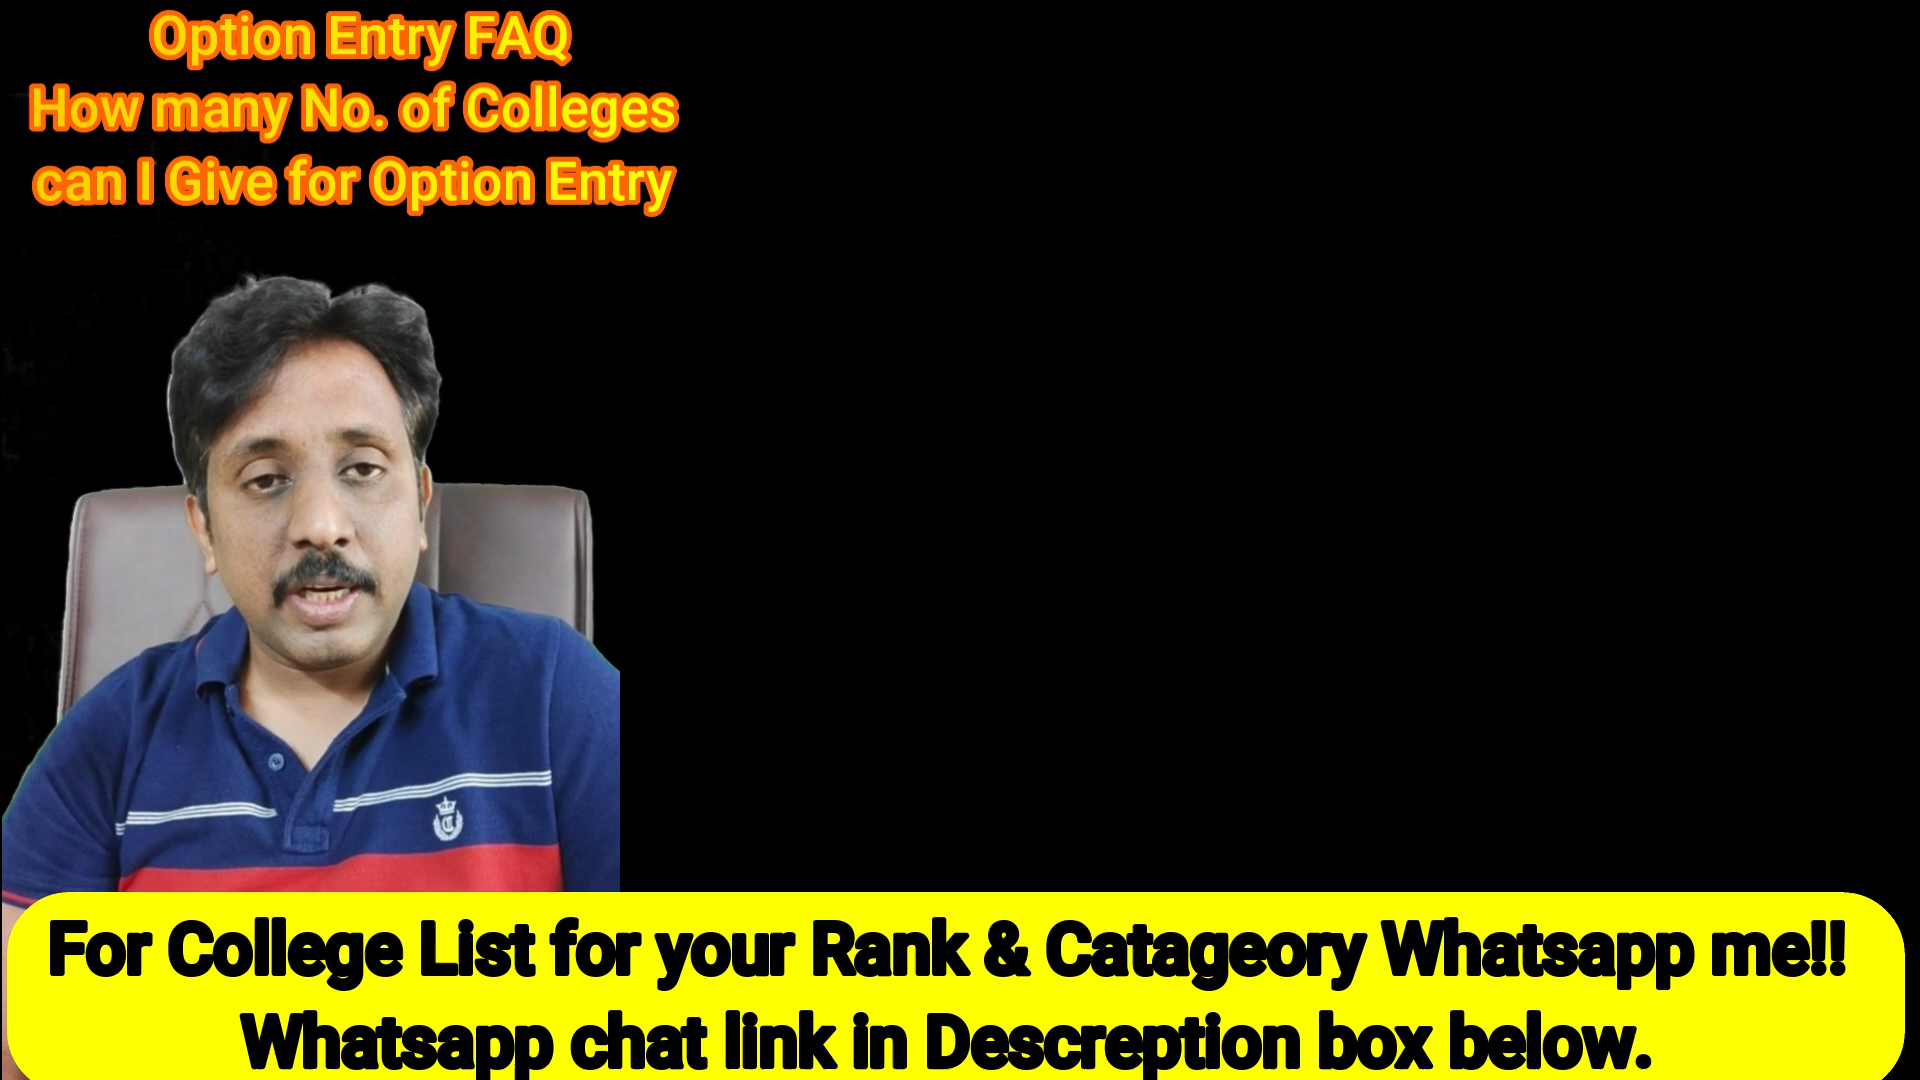 Option Entry FAQ
How many No. of Colleges
can I Give for Option Entry
For College List for your Rank & Catageory Whatsapp me!!
Whatsapp chat link in Descreption box below.